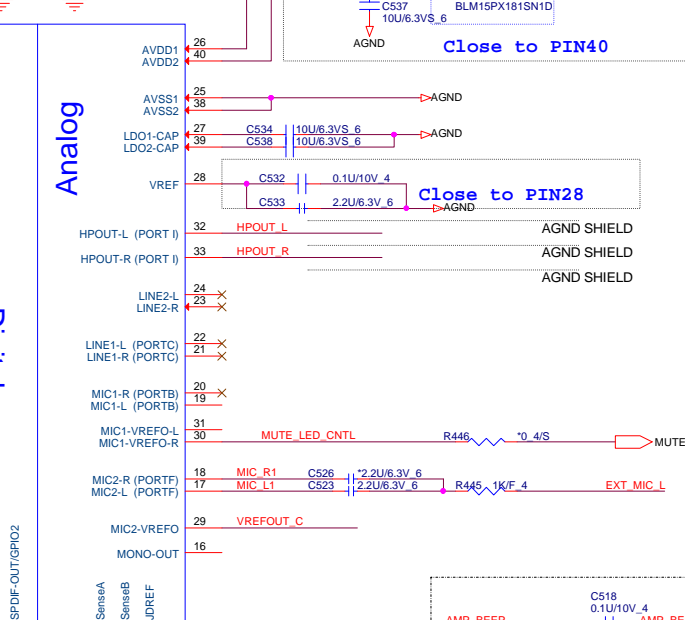 C537
10U/6.3VS_6
BLM15PX181SN1D
AGND
Close to PIN40
AVDD1 26
AVDD2 40
AVSS1 25
AVSS2 38
AGND
Analog
LDO1-CAP 27 C534 10U/6.3VS_6
LDO2-CAP 39 C538 10U/6.3VS_6
AGND
VREF 28 C532 0.1U/10V_4
C533 2.2U/6.3V_6
Close to PIN28
AGND
HPOUT-L (PORT I) 32 HPOUT_L
AGND SHIELD
HPOUT-R (PORT I) 33 HPOUT_R
AGND SHIELD
AGND SHIELD
LINE2-L 24
LINE2-R 23
LINE1-L (PORTC) 22
LINE1-R (PORTC) 21
MIC1-R (PORTB) 20
MIC1-L (PORTB) 19
MIC1-VREFO-L 31
MIC1-VREFO-R 30 MUTE_LED_CNTL R446 *0_4/S MUTE
MIC2-R (PORTF) 18 MIC_R1 C526 *2.2U/6.3V_6
MIC2-L (PORTF) 17 MIC_L1 C523 2.2U/6.3V_6 R445 1K/F_4 EXT_MIC_L
MIC2-VREFO 29 VREFOUT_C
MONO-OUT 16
SPDIF-OUT/GPIO2
SenseA
SenseB
JDREF
C518
0.1U/10V_4